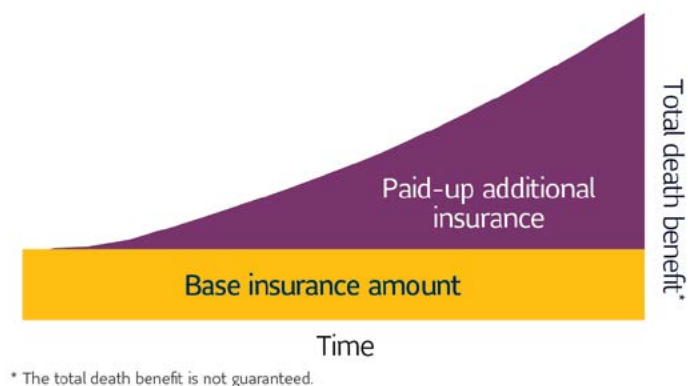 Paid-up additional
insurance
Total death benefit*
Base insurance amount
Time
* The total death benefit is not guaranteed.